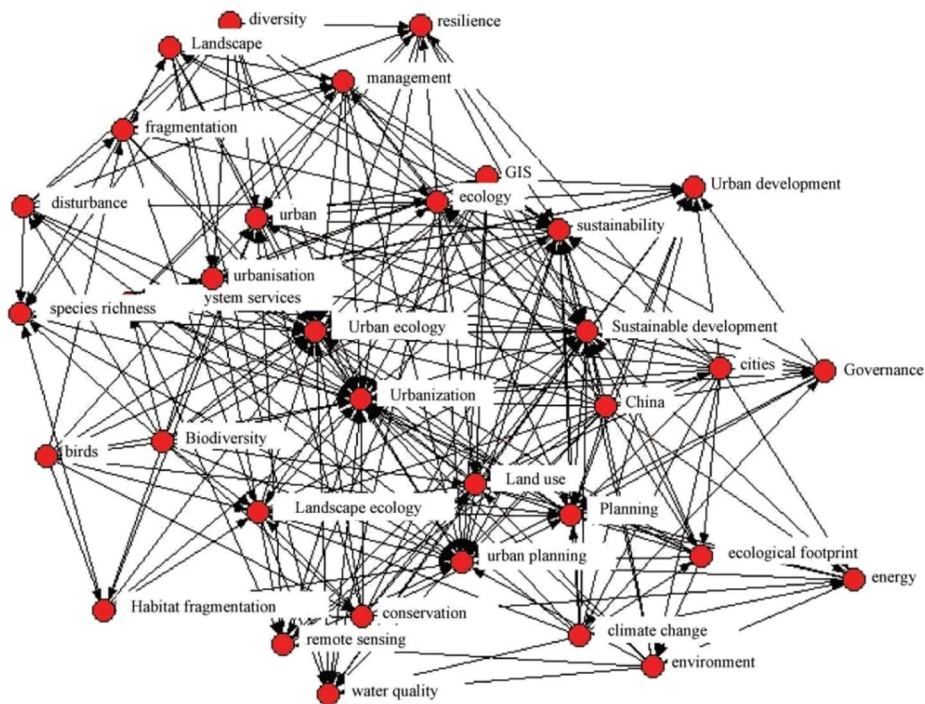 diversity
resilience
Landscape
management
fragmentation
GIS
Urban development
disturbance
urban
ecology
sustainability
urbanisation
ystem services
species richness
Urban ecology
Sustainable development
cities
Governance
Urbanization
China
birds
Biodiversity
Land use
Landscape ecology
Planning
urban planning
ecological footprint
energy
Habitat fragmentation
conservation
climate change
remote sensing
environment
water quality